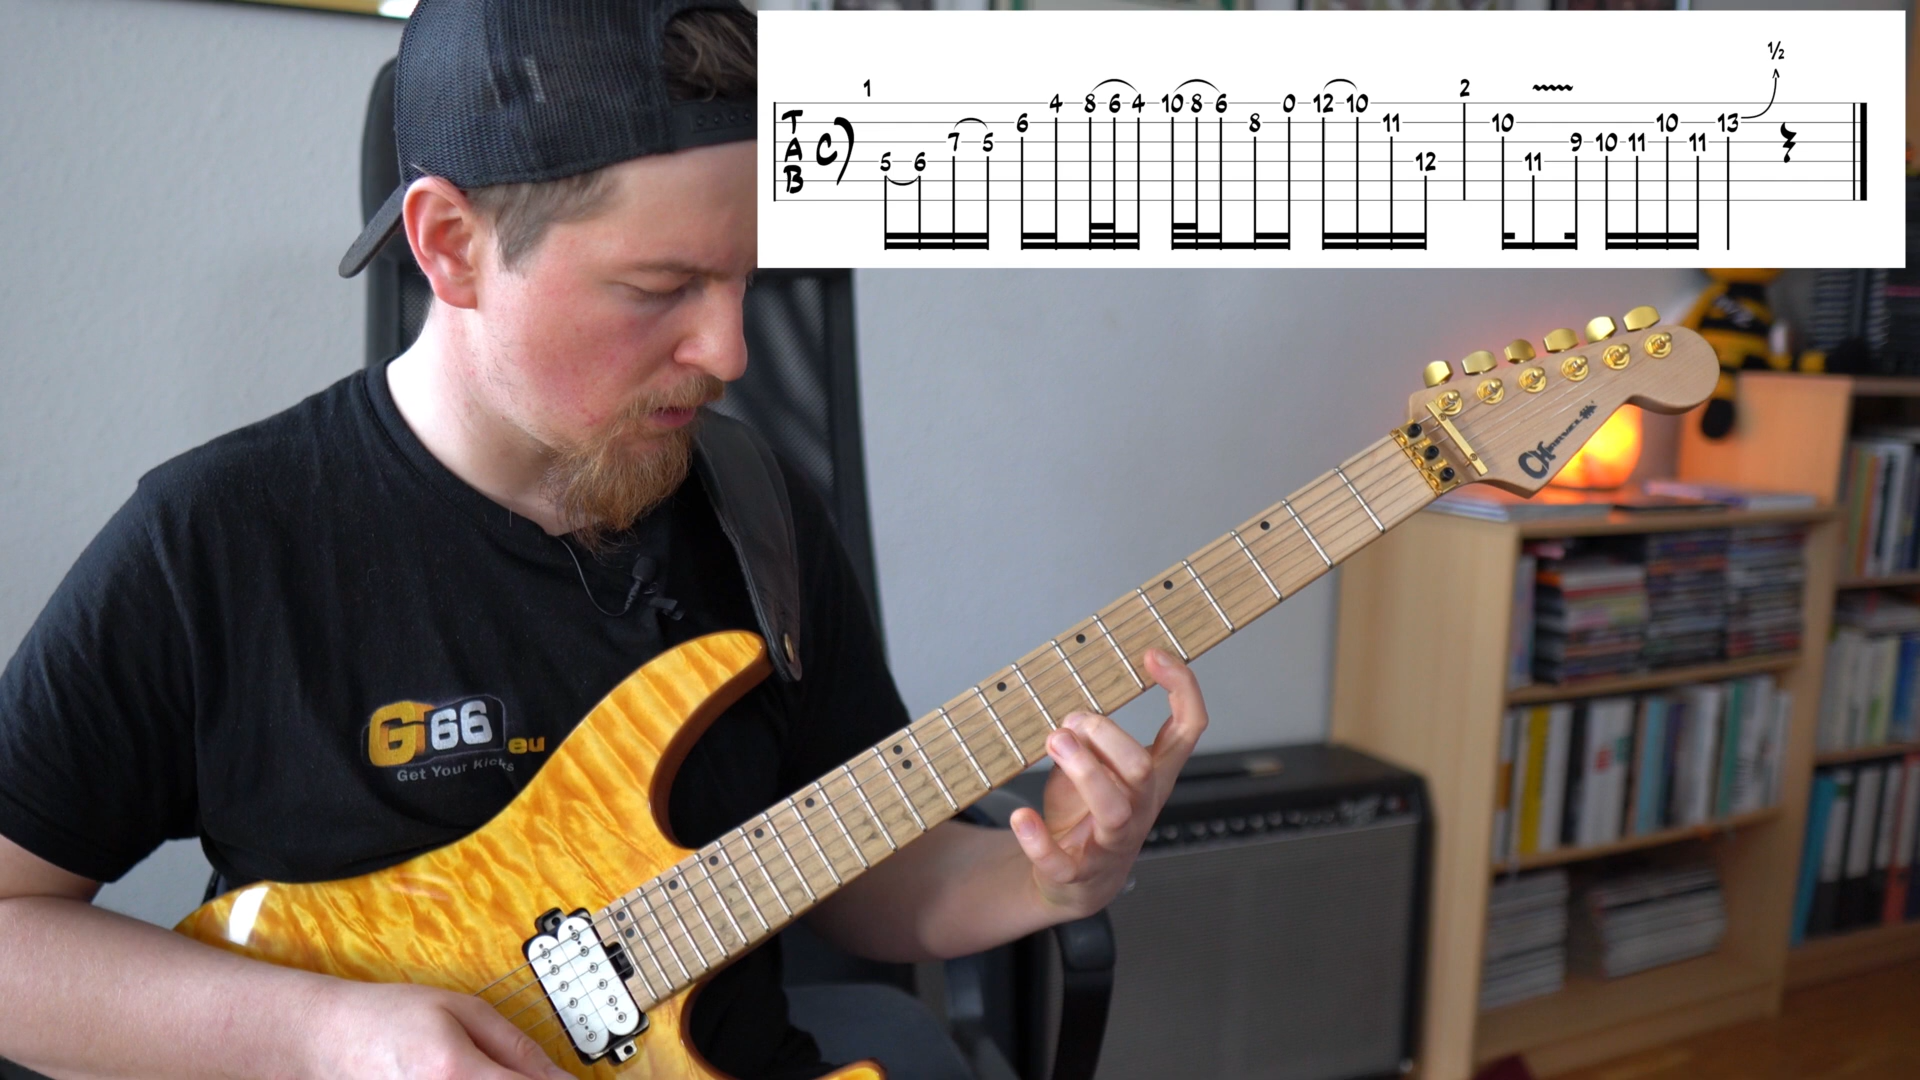 ½
1 2
4 8 6 4 10 8 6 0 12 10
T 6 8 11 10 10 13
A 7 5 9 10 11 11
B 5 6 12 11
Charvel
G66.eu
Get Your Kicks